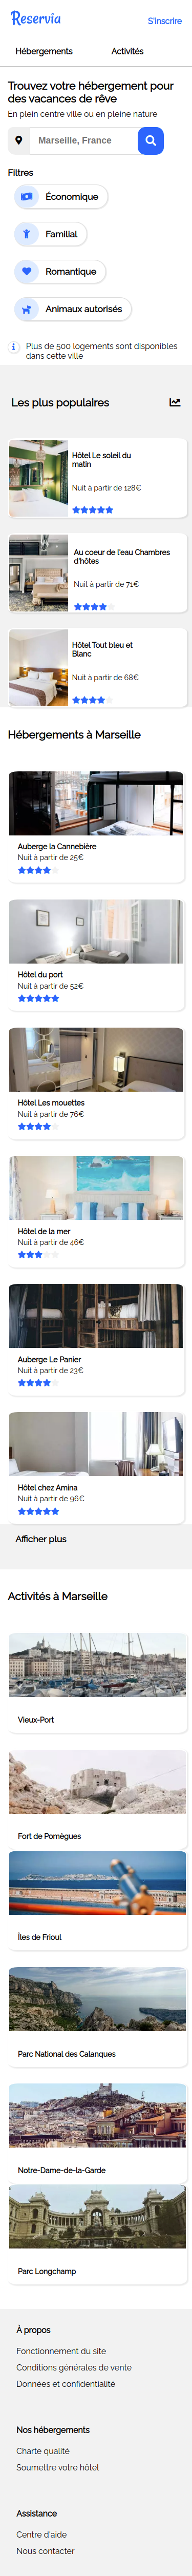 Reservia
S'inscrire
Hébergements
Activités
Trouvez votre hébergement pour
des vacances de rêve
En plein centre ville ou en pleine nature
Marseille, France
Filtres
Économique
Familial
Romantique
Animaux autorisés
Plus de 500 logements sont disponibles
dans cette ville
Les plus populaires
Hôtel Le soleil du
matin
Nuit à partir de 128€
Au coeur de l'eau Chambres
d'hôtes
Nuit à partir de 71€
Hôtel Tout bleu et
Blanc
Nuit à partir de 68€
Hébergements à Marseille
Auberge la Cannebière
Nuit à partir de 25€
Hôtel du port
Nuit à partir de 52€
Hôtel Les mouettes
Nuit à partir de 76€
Hôtel de la mer
Nuit à partir de 46€
Auberge Le Panier
Nuit à partir de 23€
Hôtel chez Amina
Nuit à partir de 96€
Afficher plus
Activités à Marseille
Vieux-Port
Fort de Pomègues
Îles de Frioul
Parc National des Calanques
Notre-Dame-de-la-Garde
Parc Longchamp
À propos
Fonctionnement du site
Conditions générales de vente
Données et confidentialité
Nos hébergements
Charte qualité
Soumettre votre hôtel
Assistance
Centre d'aide
Nous contacter